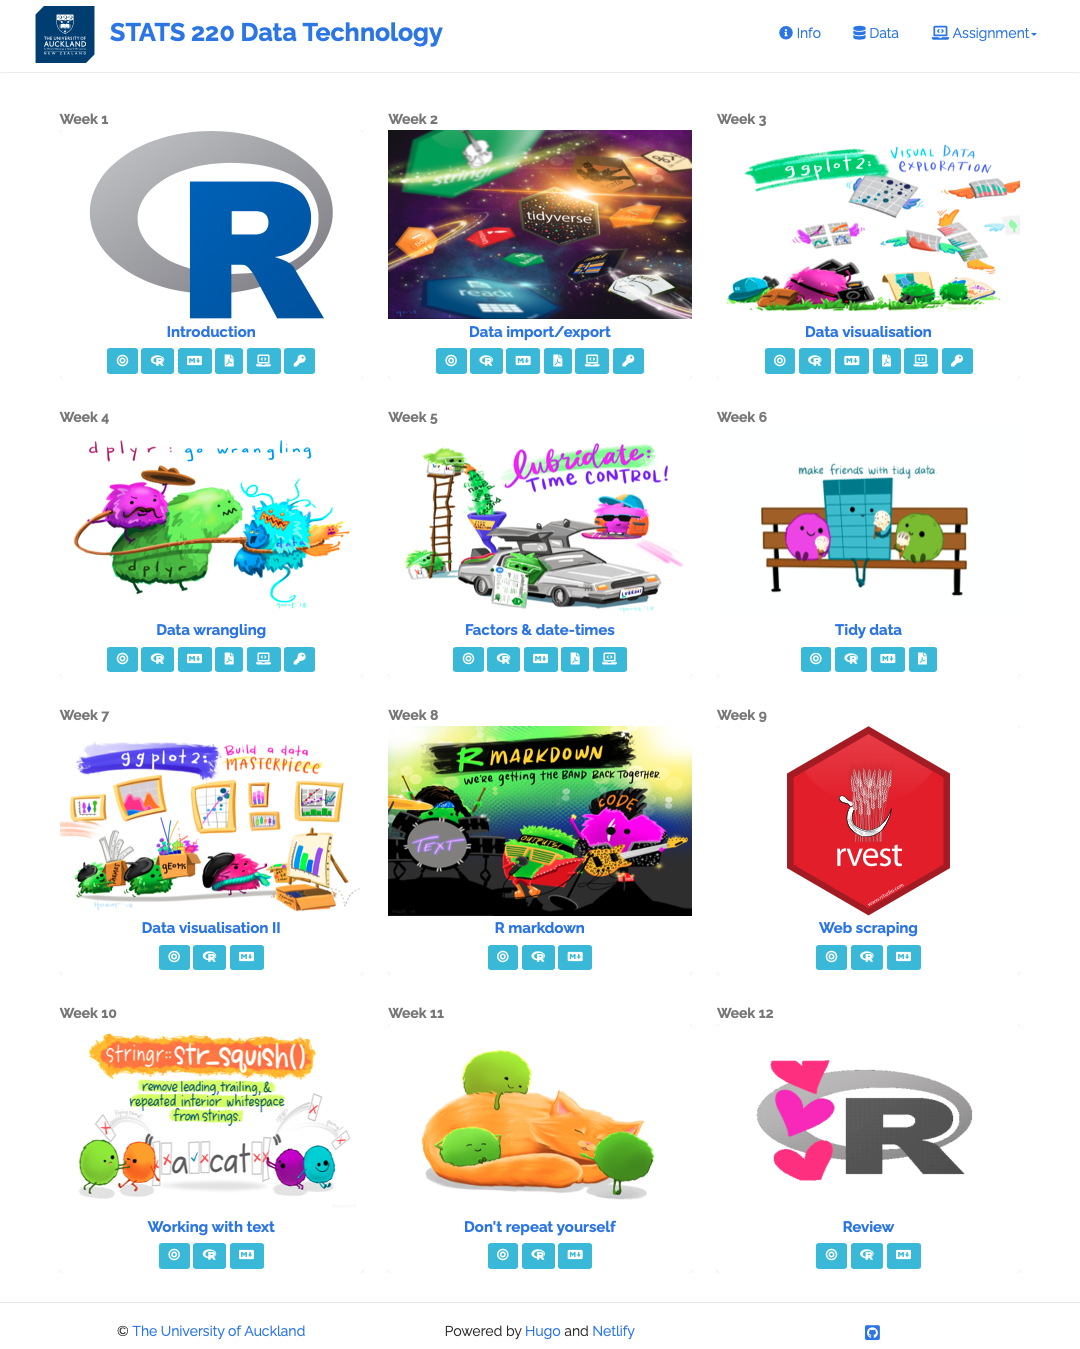 THE UNIVERSITY OF
AUCKLAND
NEW ZEALAND
STATS 220 Data Technology
Info
Data
Assignment
Week 1
Week 2
Week 3
stringr
dplyr
tidyverse
readr
ggplot2:
VISUAL DATA
EXPLORATION
R
Introduction
Data import/export
Data visualisation
Week 4
Week 5
Week 6
dplyr: go wrangling
data
dplyr
lubridate:
TIME CONTROL!
make friends with tidy data
Data wrangling
Factors & date-times
Tidy data
Week 7
Week 8
Week 9
ggplot2:
Build a data
MASTERPIECE
geoms
R MARKDOWN
We're getting the BAND BACK Together.
CODE
TEXT
OUTPUTS
rvest
Data visualisation II
R markdown
Web scraping
Week 10
Week 11
Week 12
stringr::str_squish()
remove leading, trailing, &
repeated interior whitespace
from strings.
a cat
R
Working with text
Don't repeat yourself
Review
© The University of Auckland
Powered by Hugo and Netlify